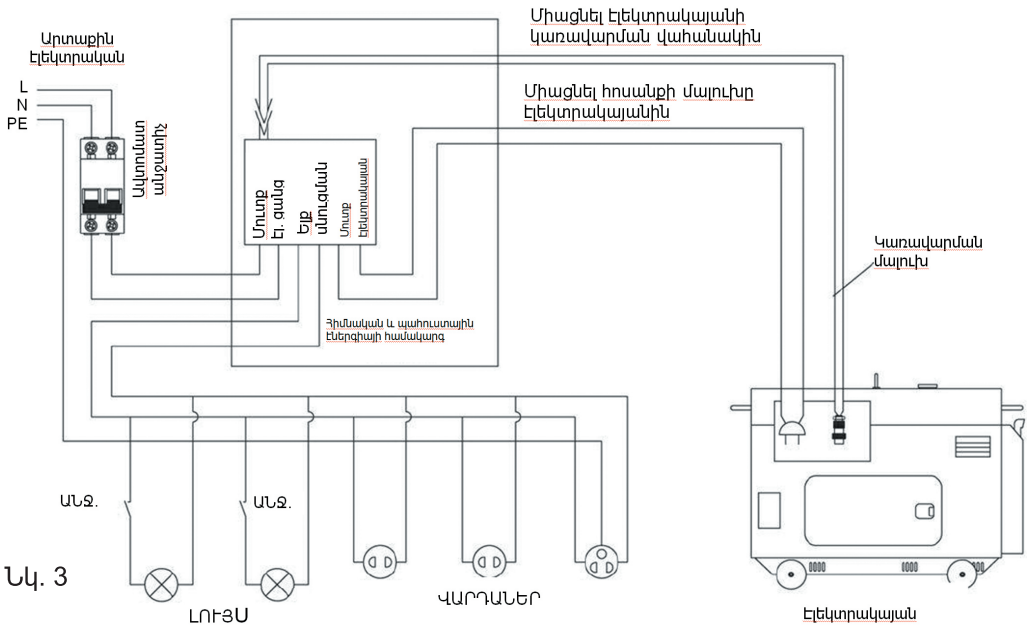 Միացնել էլեկտրակայանի
կառավարման վահանակին
Արտաքին
էլեկտրական
Միացնել հոսանքի մալուխը
էլեկտրակայանին
L
N
PE
Ավտոմատ
անջատիչ
Մուտք
էլ. ցանց
Ելք
սնուցման
Մուտք
էլեկտրակայան
Կառավարման
մալուխ
Հիմնական և պահուստային
էներգիայի համակարգ
ԱՆՋ.
ԱՆՋ.
Նկ. 3
ԼՈՒՅՍ
ՎԱՐԴԱՆԵՐ
Էլեկտրակայան